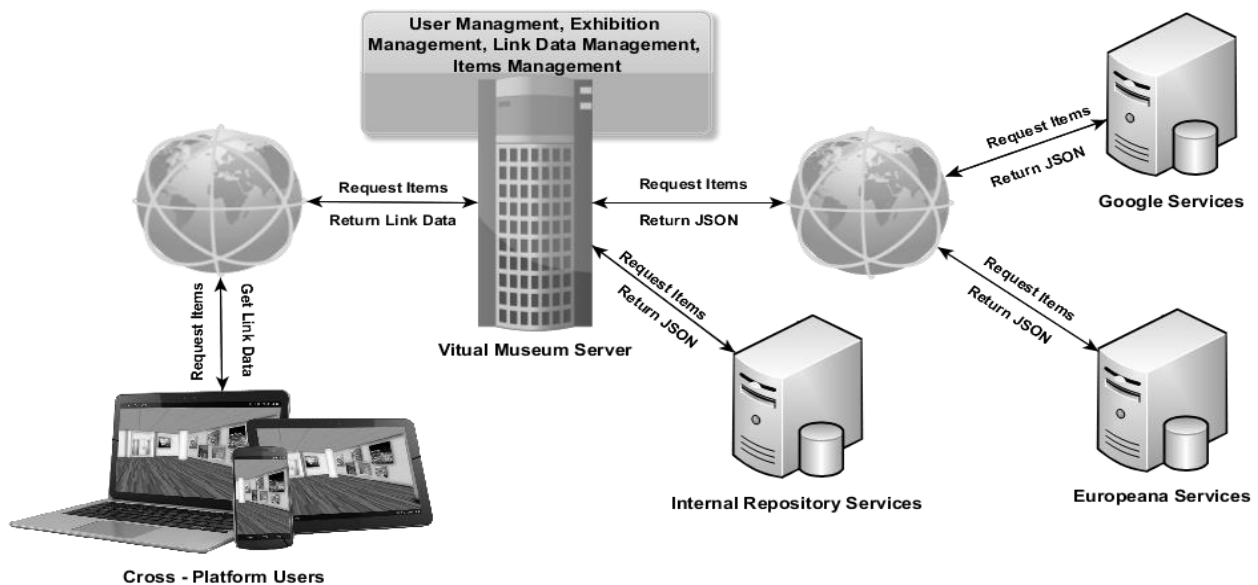 User Managment, Exhibition
Management, Link Data Management,
Items Management
Request Items
Return JSON
Google Services
Request Items
Return Link Data
Request Items
Return JSON
Request Items
Get Link Data
Request Items
Return JSON
Request Items
Return JSON
Vitual Museum Server
Internal Repository Services
Europeana Services
Cross - Platform Users